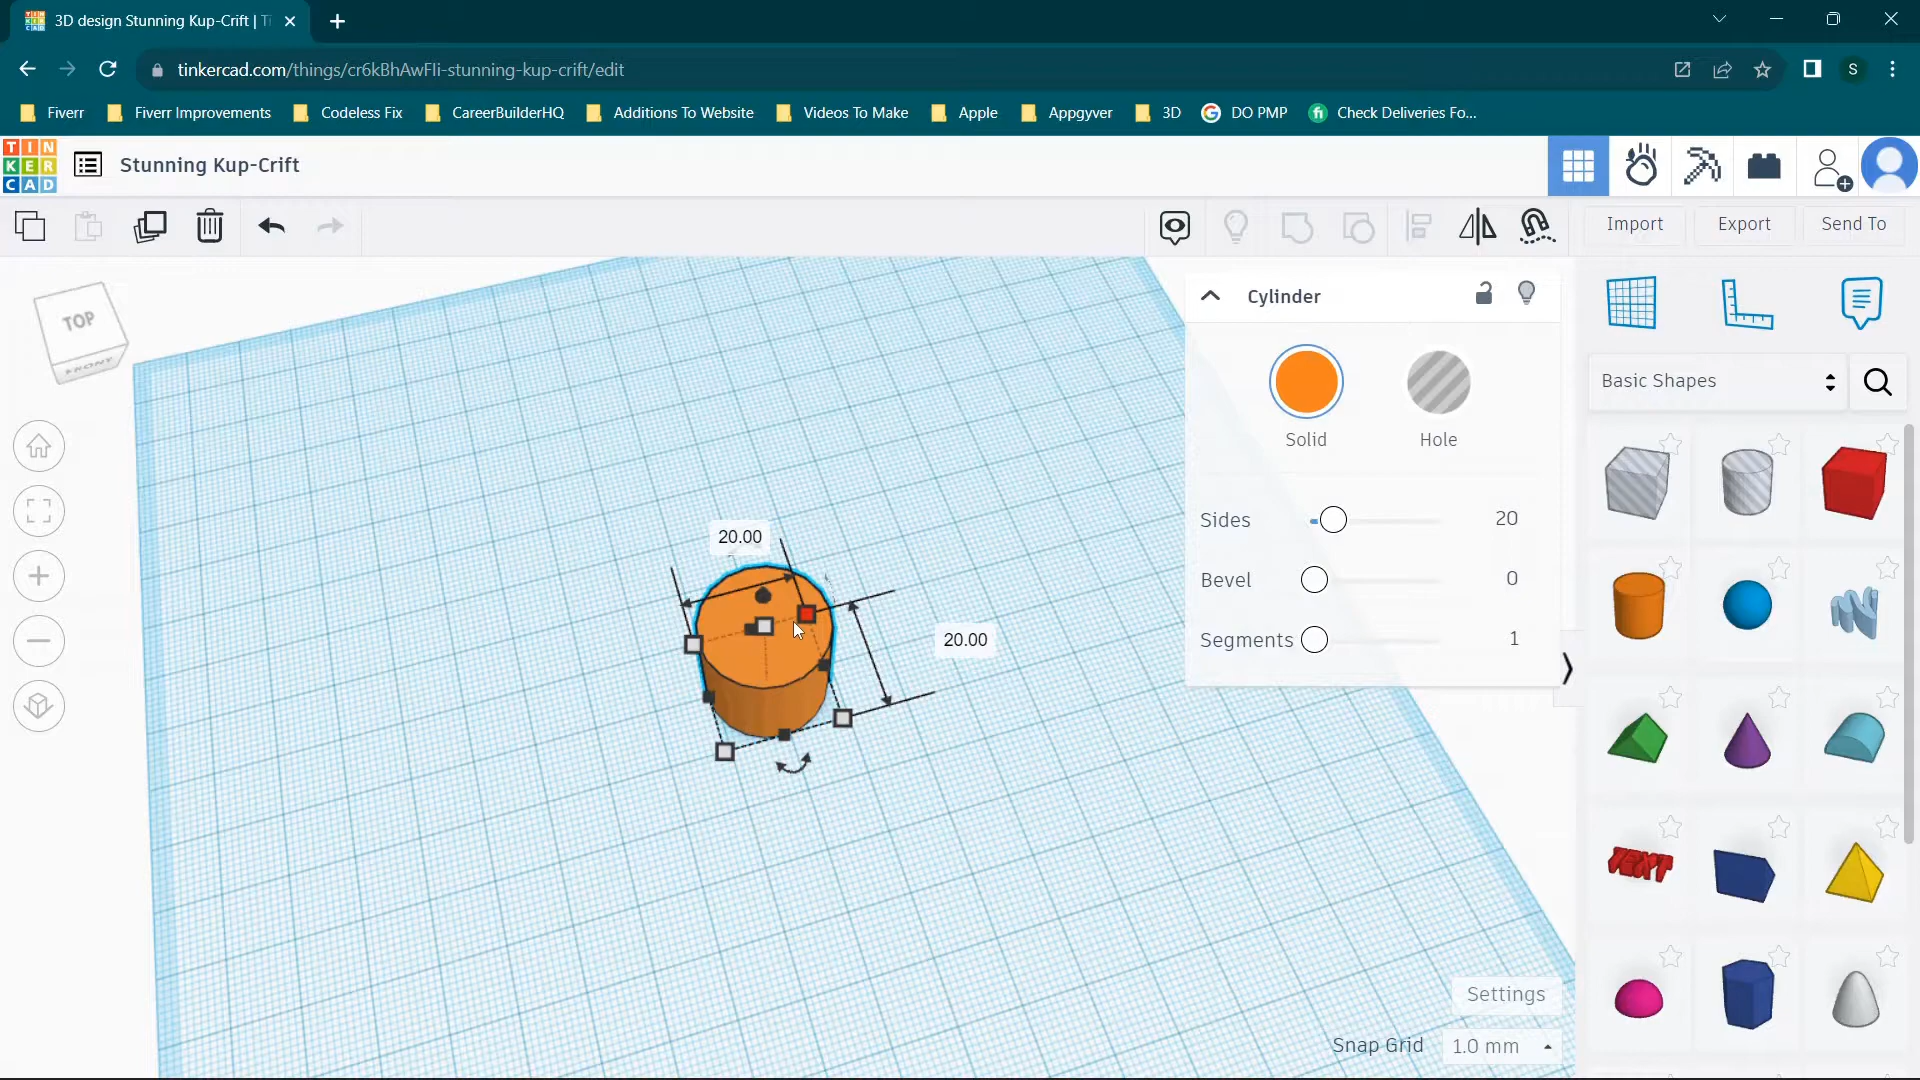 3D design Stunning Kup-Crift | Ti
tinkercad.com/things/cr6kBhAwFli-stunning-kup-crift/edit
S
Fiverr
Fiverr Improvements
Codeless Fix
CareerBuilderHQ
Additions To Website
Videos To Make
Apple
Appgyver
3D
DO PMP
Check Deliveries Fo...
TIN
KER
CAD
Stunning Kup-Crift
Import
Export
Send To
TOP
FRONT
Cylinder
Solid
Hole
Sides
20
Bevel
0
Segments
1
Basic Shapes
20.00
20.00
TEXT
Settings
Snap Grid
1.0 mm